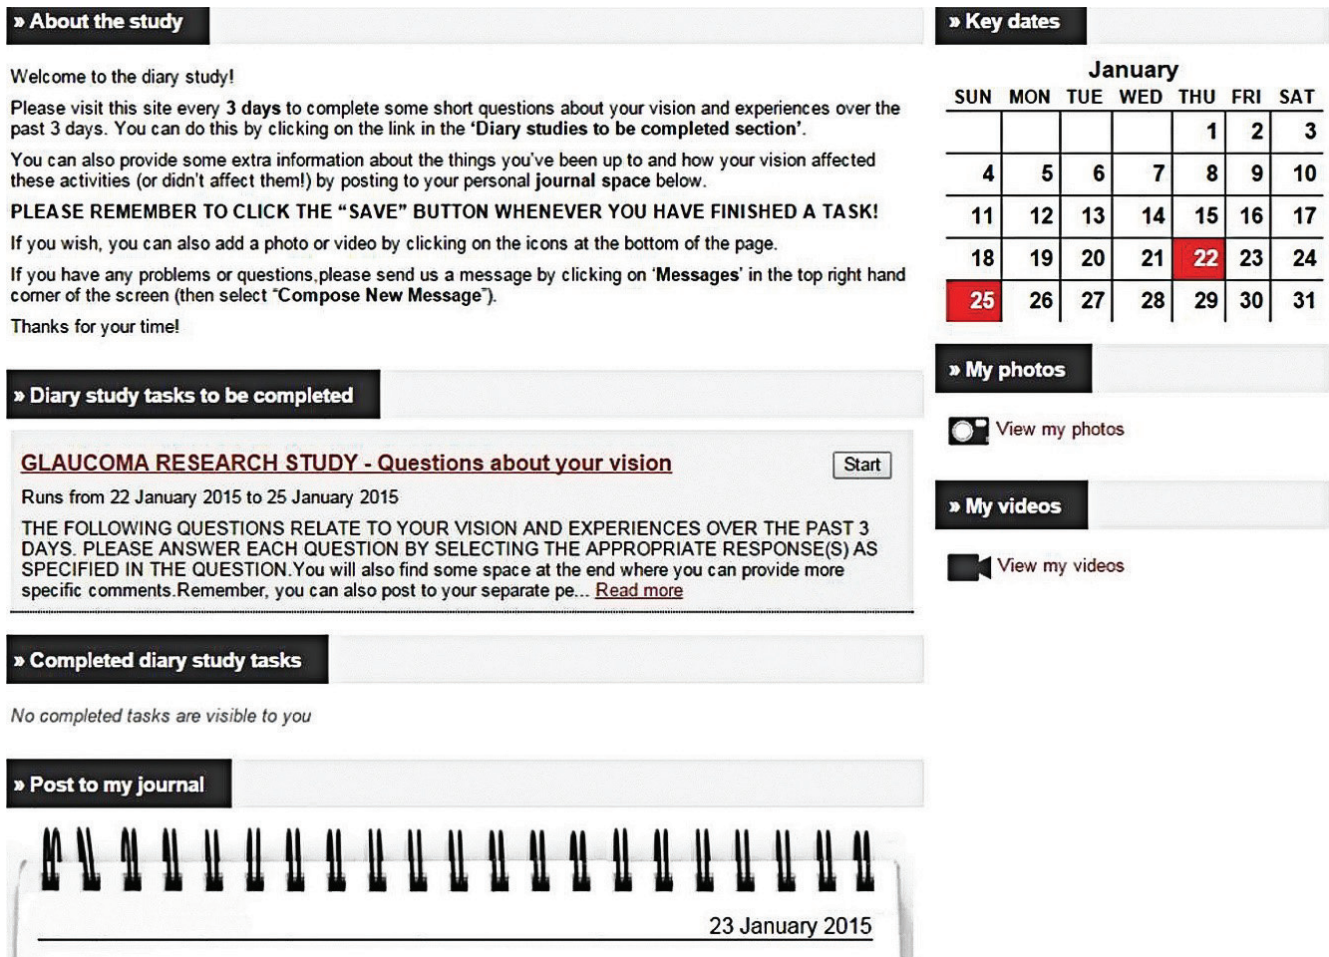 » About the study
Welcome to the diary study!
Please visit this site every 3 days to complete some short questions about your vision and experiences over the
past 3 days. You can do this by clicking on the link in the ‘Diary studies to be completed section’.
You can also provide some extra information about the things you’ve been up to and how your vision affected
these activities (or didn’t affect them!) by posting to your personal journal space below.
PLEASE REMEMBER TO CLICK THE “SAVE” BUTTON WHENEVER YOU HAVE FINISHED A TASK!
If you wish, you can also add a photo or video by clicking on the icons at the bottom of the page.
If you have any problems or questions,please send us a message by clicking on ‘Messages’ in the top right hand
corner of the screen (then select “Compose New Message”).
Thanks for your time!
» Diary study tasks to be completed
GLAUCOMA RESEARCH STUDY - Questions about your vision
Start
Runs from 22 January 2015 to 25 January 2015
THE FOLLOWING QUESTIONS RELATE TO YOUR VISION AND EXPERIENCES OVER THE PAST 3
DAYS. PLEASE ANSWER EACH QUESTION BY SELECTING THE APPROPRIATE RESPONSE(S) AS
SPECIFIED IN THE QUESTION.You will also find some space at the end where you can provide more
specific comments.Remember, you can also post to your separate pe... Read more
» Completed diary study tasks
No completed tasks are visible to you
» Post to my journal
23 January 2015
» Key dates
January
SUN MON TUE WED THU FRI SAT
1 2 3
4 5 6 7 8 9 10
11 12 13 14 15 16 17
18 19 20 21 22 23 24
25 26 27 28 29 30 31
» My photos
View my photos
» My videos
View my videos